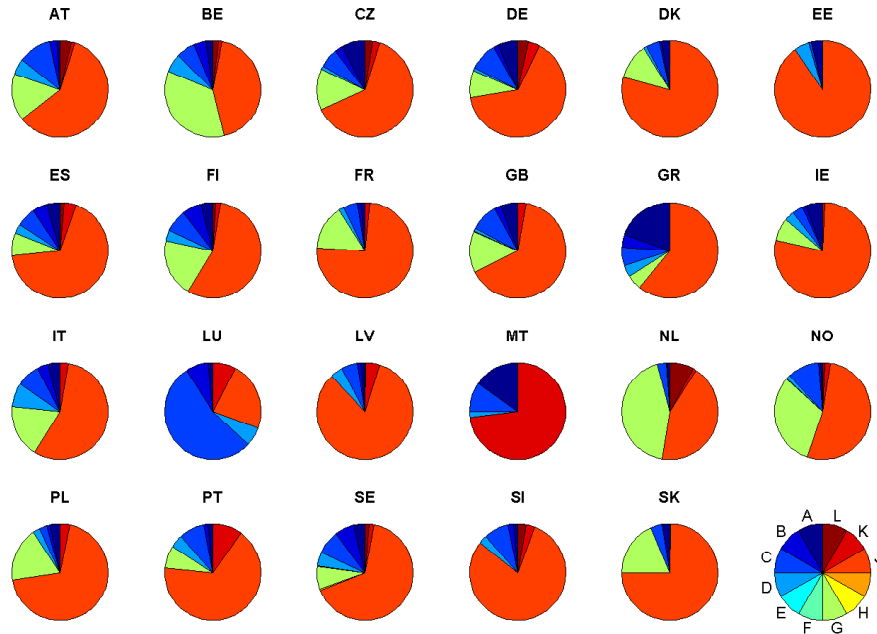 AT BE CZ DE DK EE
ES FI FR GB GR IE
IT LU LV MT NL NO
PL PT SE SI SK
A L
B K
C
D
E H
F G